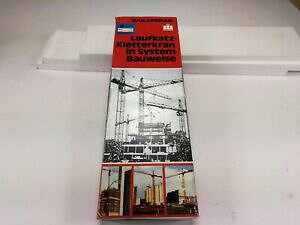 WOLFFKRAN
Laufkatz
Kletterkran
in System
Bauweise